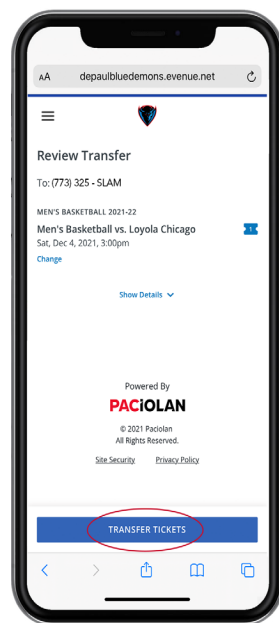 AA depaulbluedemons.evenue.net
Review Transfer
To: (773) 325 - SLAM
MEN'S BASKETBALL 2021-22
Men's Basketball vs. Loyola Chicago
1
Sat, Dec 4, 2021, 3:00pm
Change
Show Details
Powered By
PACiOLAN
© 2021 Paciolan
All Rights Reserved.
Site Security Privacy Policy
TRANSFER TICKETS